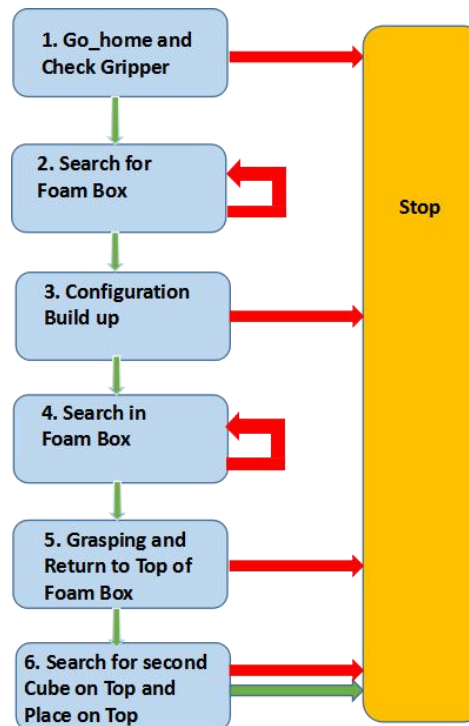 1. Go_home and
Check Gripper
2. Search for
Foam Box
Stop
3. Configuration
Build up
4. Search in
Foam Box
5. Grasping and
Return to Top of
Foam Box
6. Search for second
Cube on Top and
Place on Top